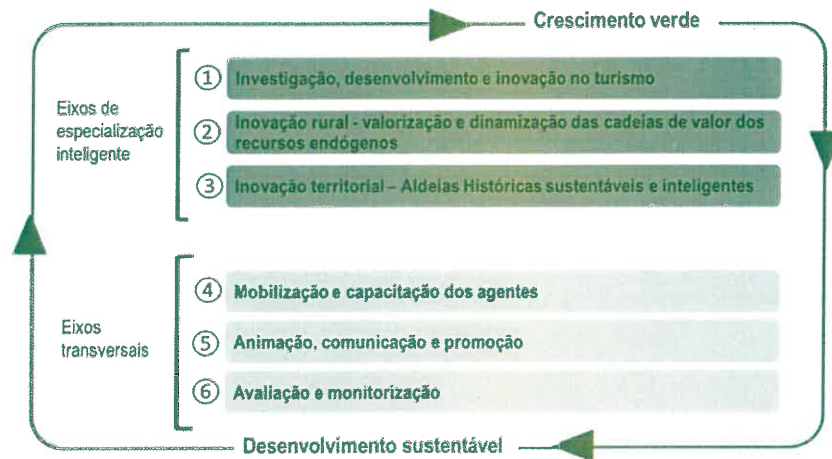 Crescimento verde
Eixos de
especialização
inteligente
① Investigação, desenvolvimento e inovação no turismo
② Inovação rural - valorização e dinamização das cadeias de valor dos
recursos endógenos
③ Inovação territorial – Aldeias Históricas sustentáveis e inteligentes
Eixos
transversais
④ Mobilização e capacitação dos agentes
⑤ Animação, comunicação e promoção
⑥ Avaliação e monitorização
Desenvolvimento sustentável